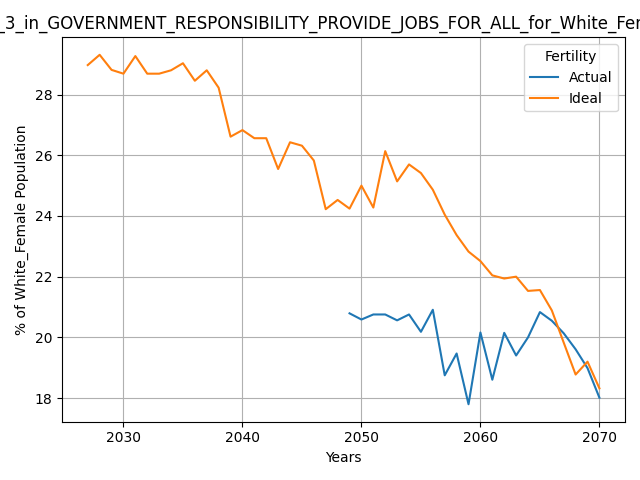 _3_in_GOVERNMENT_RESPONSIBILITY_PROVIDE_JOBS_FOR_ALL_for_White_Fem
Fertility
Actual
Ideal
% of White_Female Population
28
26
24
22
20
18
2030 2040 2050 2060 2070
Years